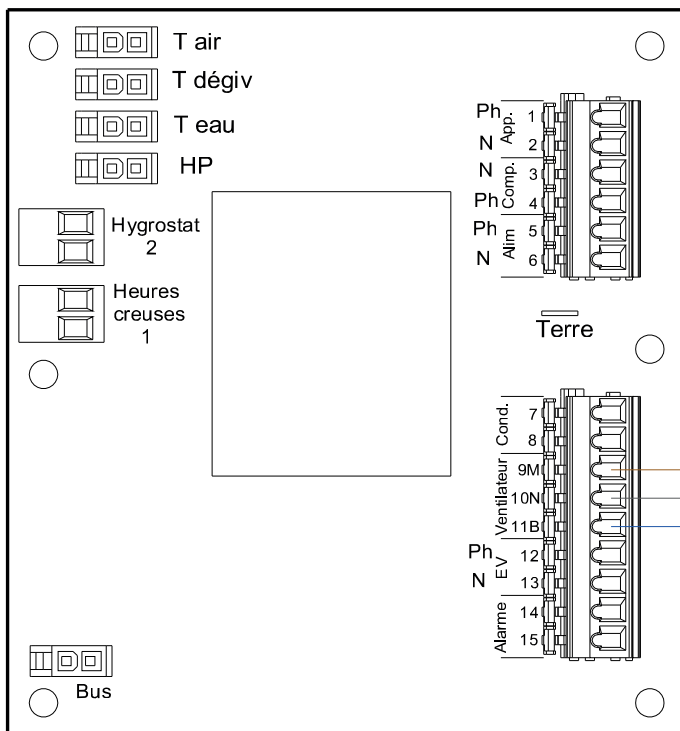 T air
T dégiv
T eau
HP
Hygrostat
2
Heures
creuses
1
Bus
App.
Ph 1
N 2
Comp.
N 3
Ph 4
Alim
Ph 5
N 6
Terre
Cond.
7
8
Ventilateur
9M
10N
11B
EV
Ph 12
N 13
Alarme
14
15